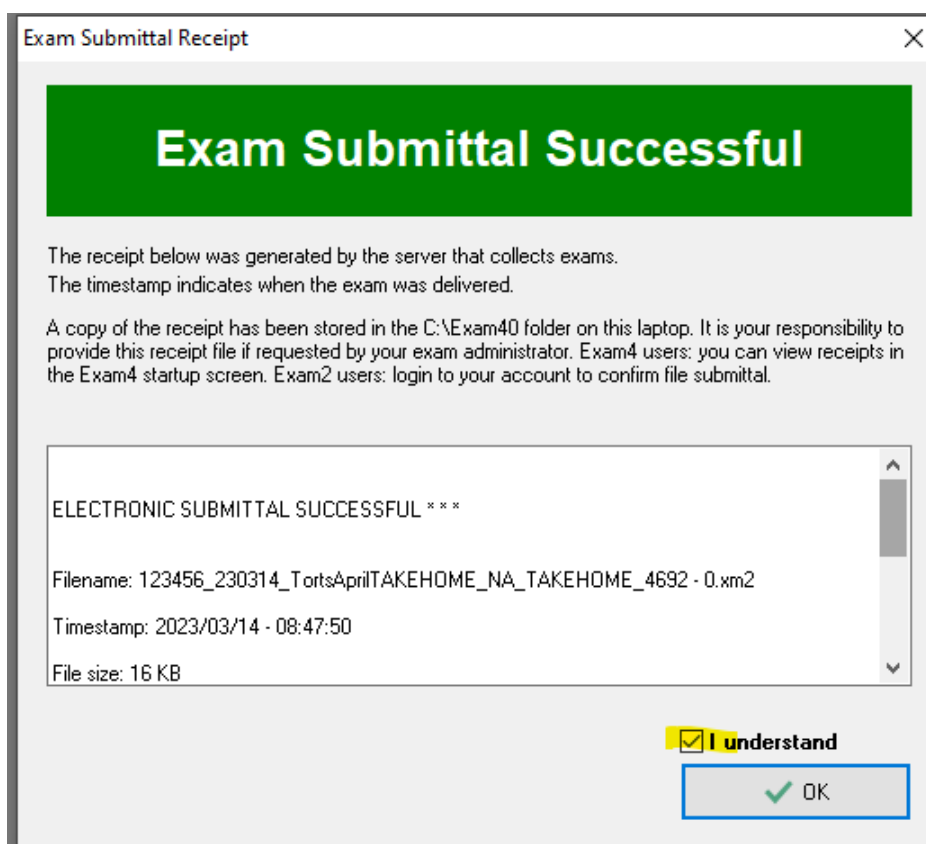 Exam Submittal Receipt
Exam Submittal Successful
The receipt below was generated by the server that collects exams.
The timestamp indicates when the exam was delivered.
A copy of the receipt has been stored in the C:\Exam40 folder on this laptop. It is your responsibility to
provide this receipt file if requested by your exam administrator. Exam4 users: you can view receipts in
the Exam4 startup screen. Exam2 users: login to your account to confirm file submittal.
ELECTRONIC SUBMITTAL SUCCESSFUL * * *
Filename: 123456_230314_TortsAprilTAKEHOME_NA_TAKEHOME_4692 - 0.xm2
Timestamp: 2023/03/14 - 08:47:50
File size: 16 KB
I understand
OK